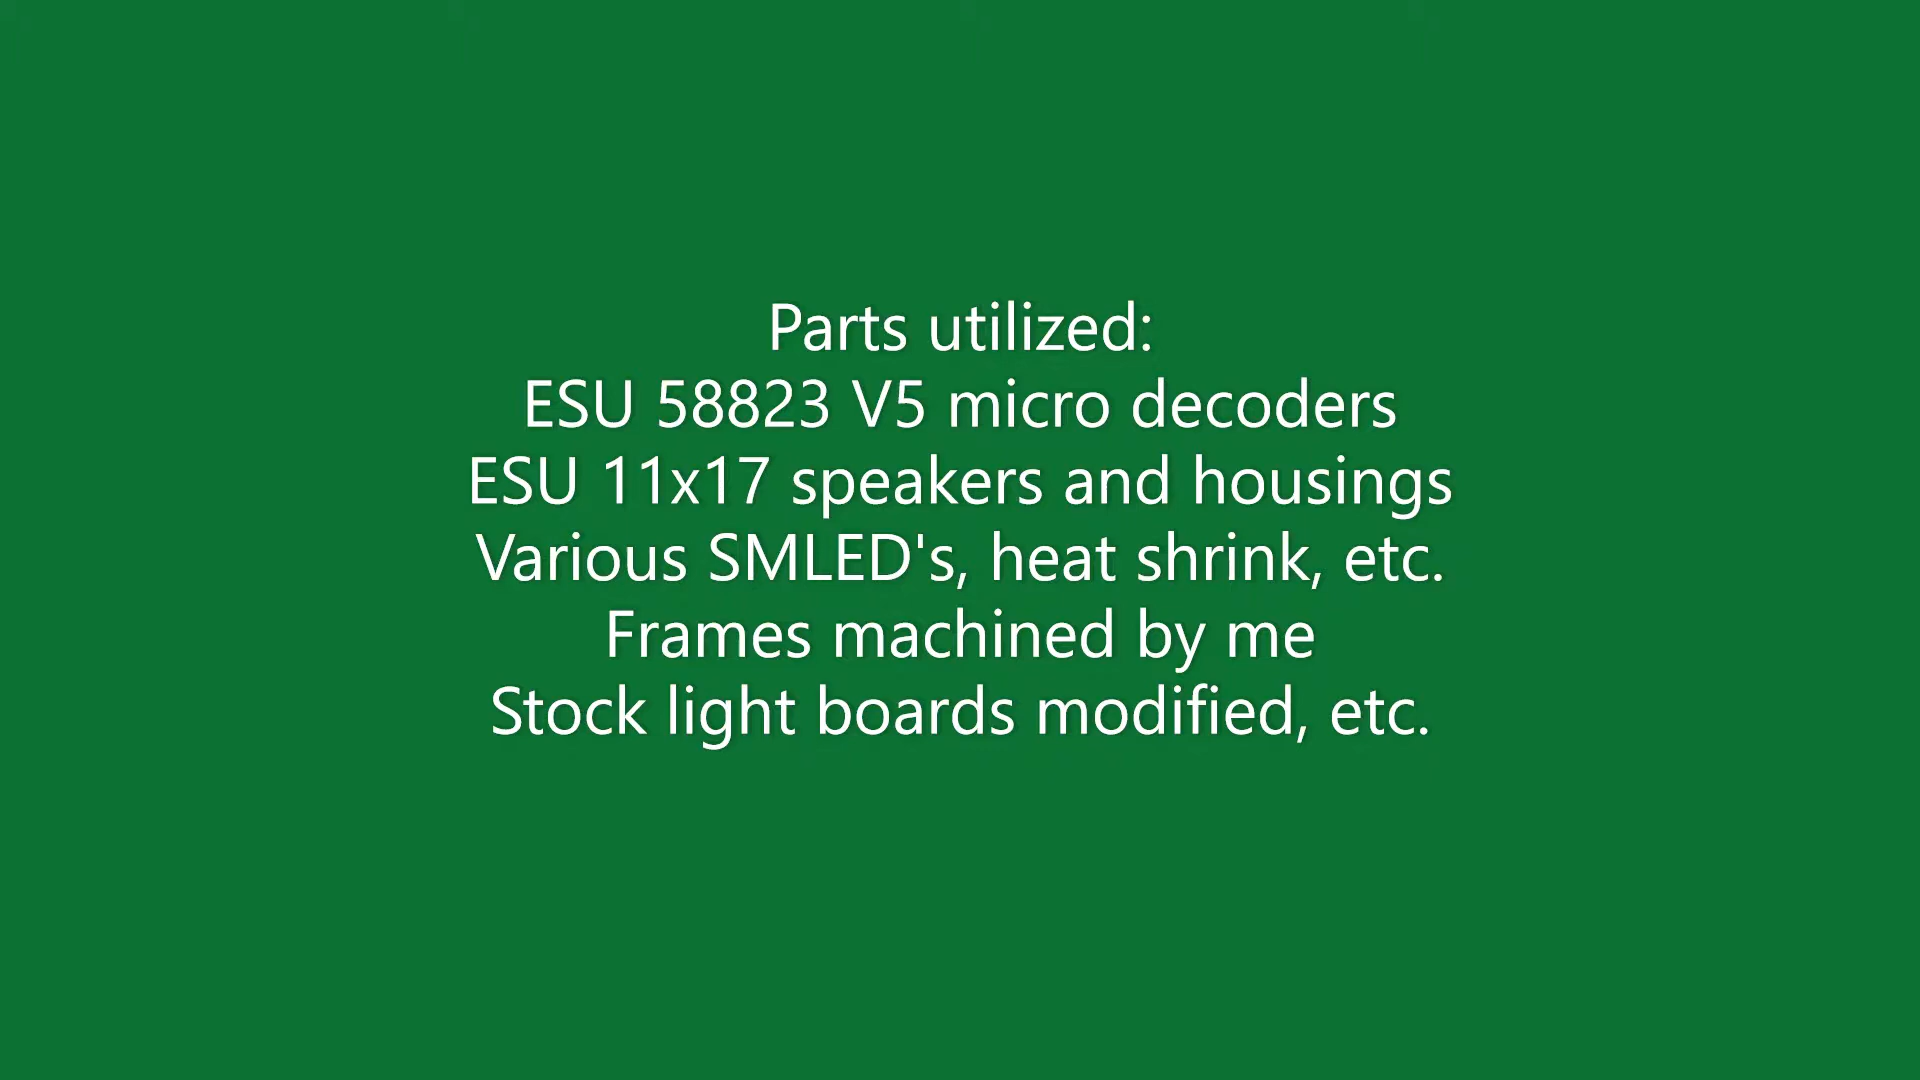 Parts utilized:
ESU 58823 V5 micro decoders
ESU 11x17 speakers and housings
Various SMLED's, heat shrink, etc.
Frames machined by me
Stock light boards modified, etc.